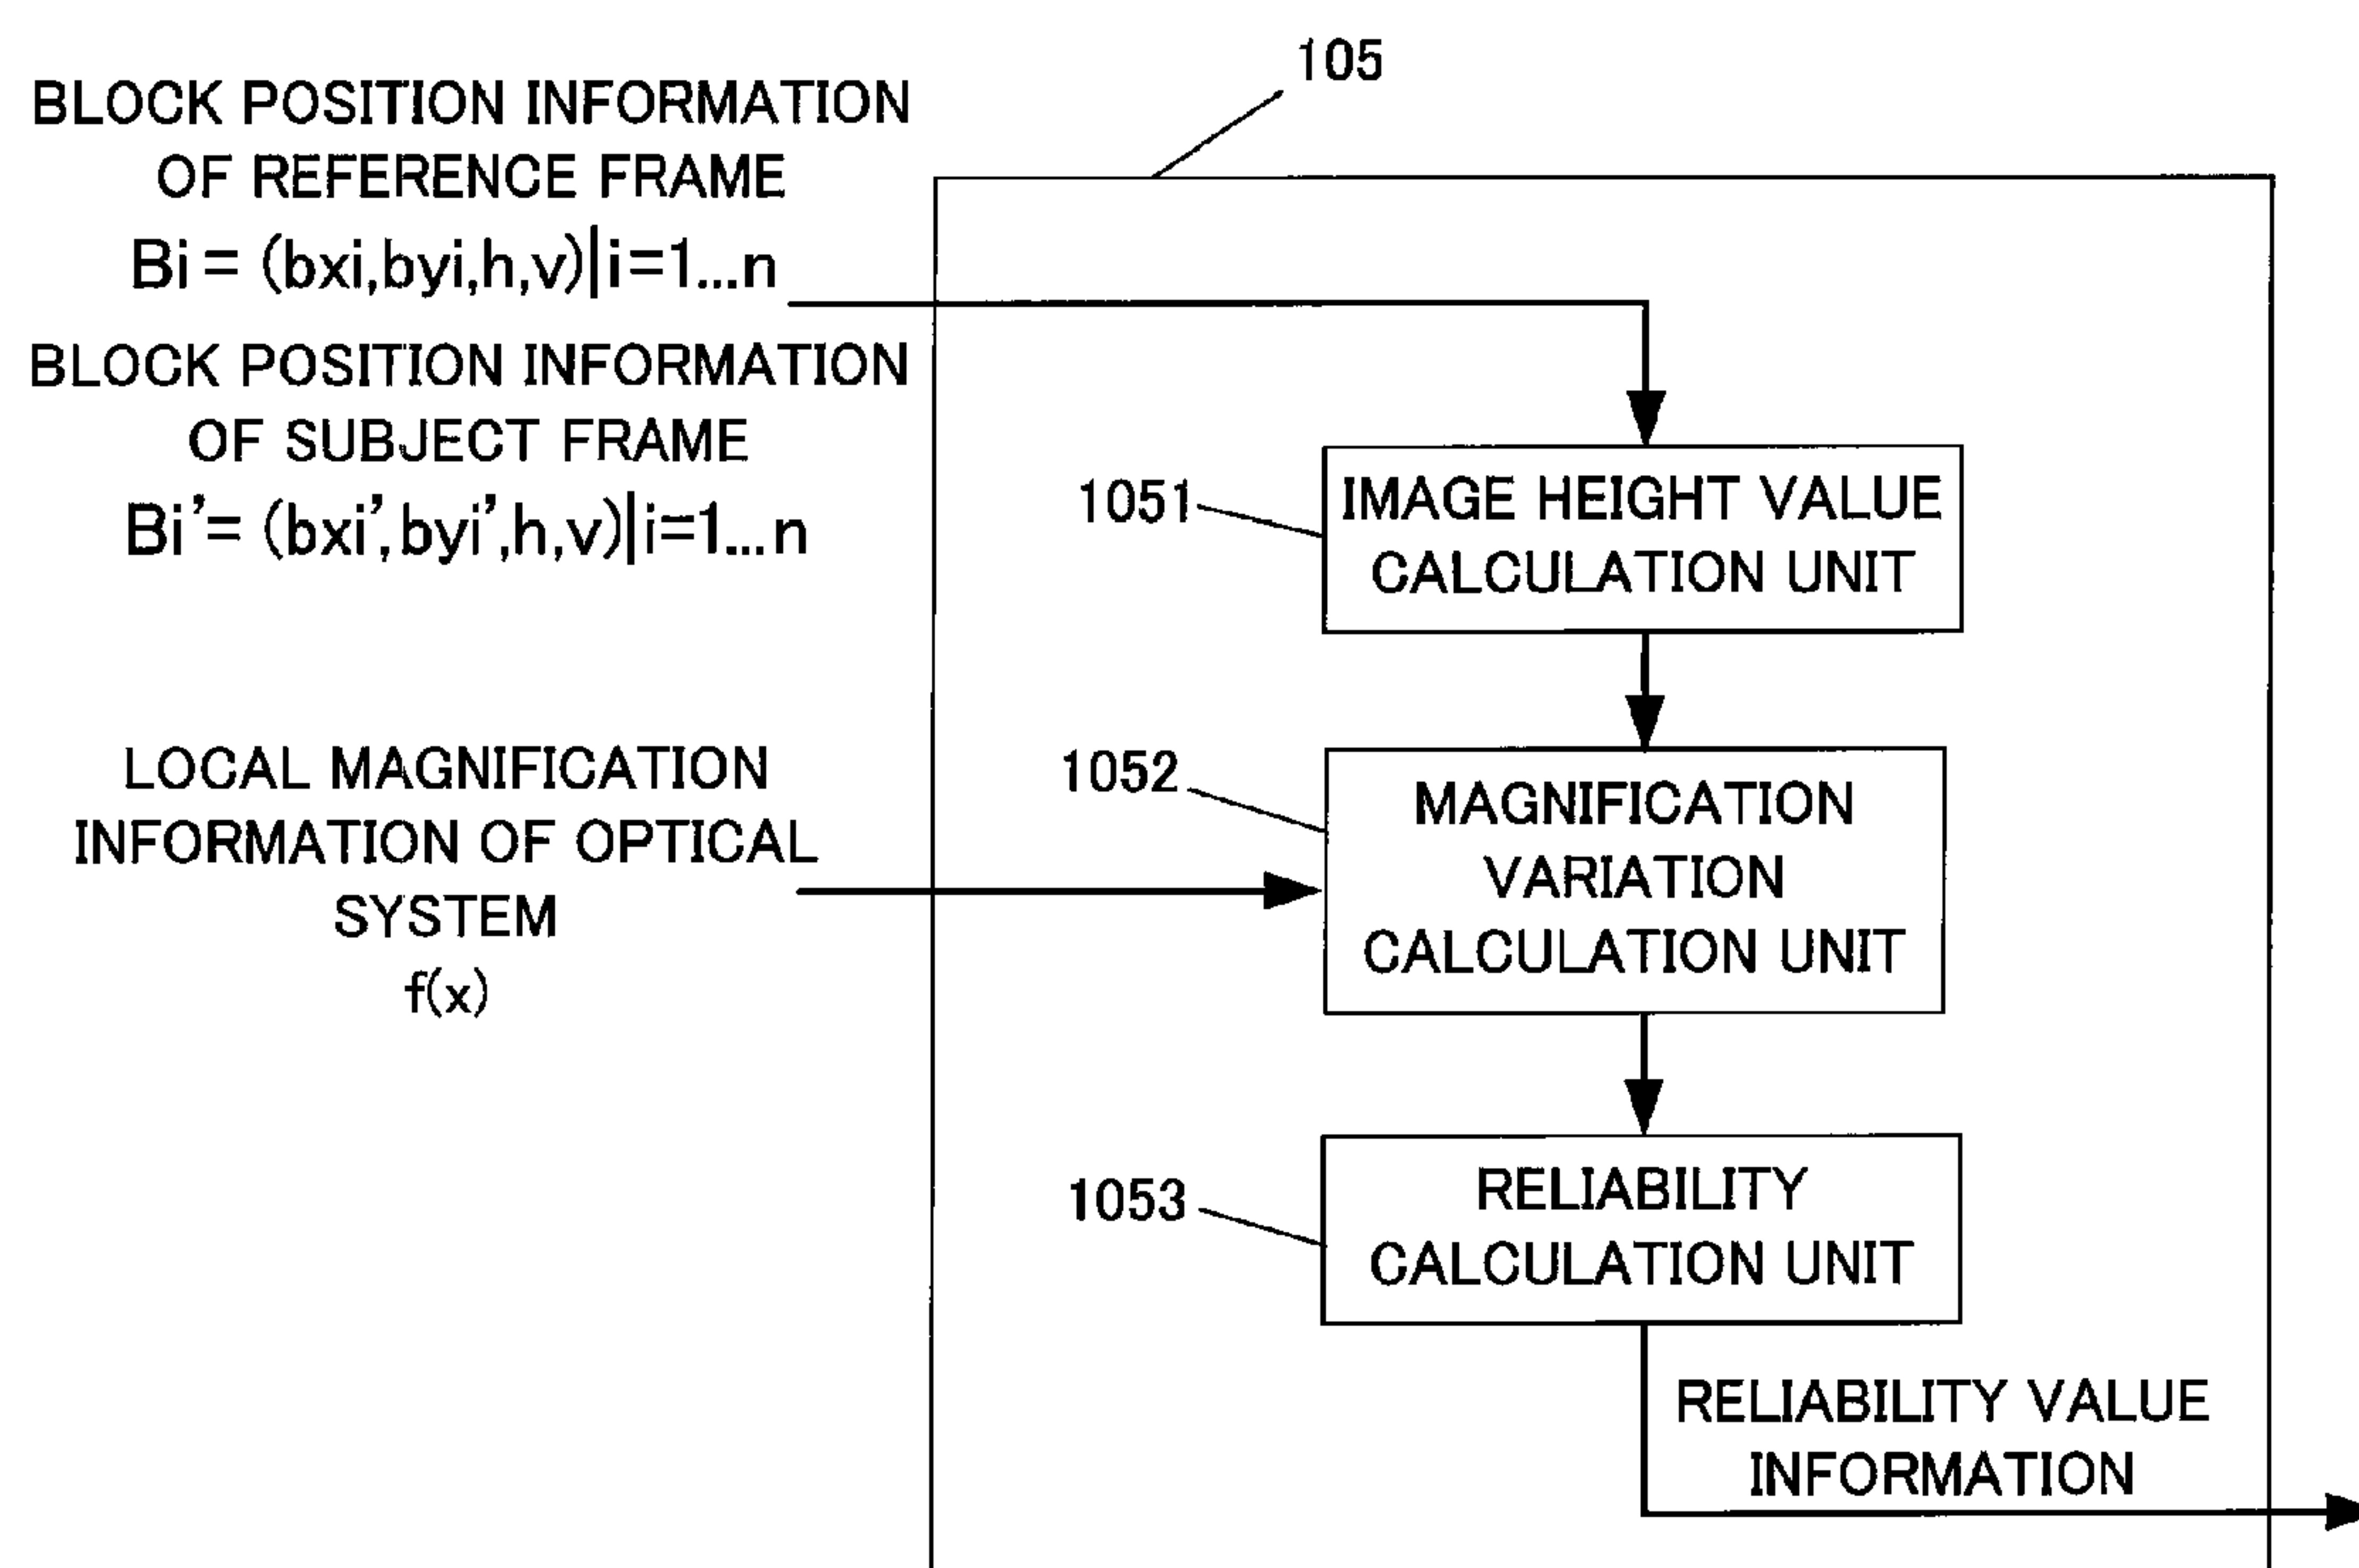 105
BLOCK POSITION INFORMATION
OF REFERENCE FRAME
Bi = (bxi,byi,h,v)|i=1...n
BLOCK POSITION INFORMATION
OF SUBJECT FRAME
Bi'= (bxi',byi',h,v)|i=1...n
1051
IMAGE HEIGHT VALUE
CALCULATION UNIT
LOCAL MAGNIFICATION
INFORMATION OF OPTICAL
SYSTEM
f(x)
1052
MAGNIFICATION
VARIATION
CALCULATION UNIT
1053
RELIABILITY
CALCULATION UNIT
RELIABILITY VALUE
INFORMATION